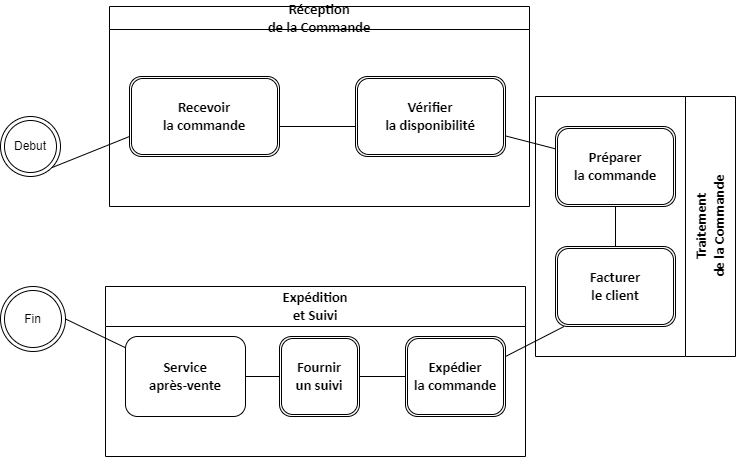 Réception
de la Commande
Debut
Recevoir
la commande
Vérifier
la disponibilité
Préparer
la commande
Traitement
de la Commande
Facturer
le client
Fin
Expédition
et Suivi
Service
après-vente
Fournir
un suivi
Expédier
la commande